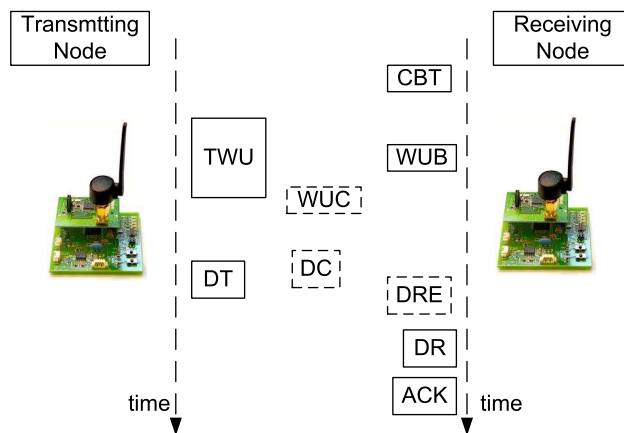 Transmtting
Node
Receiving
Node
CBT
TWU
WUB
WUC
DC
DT
DRE
DR
ACK
time
time